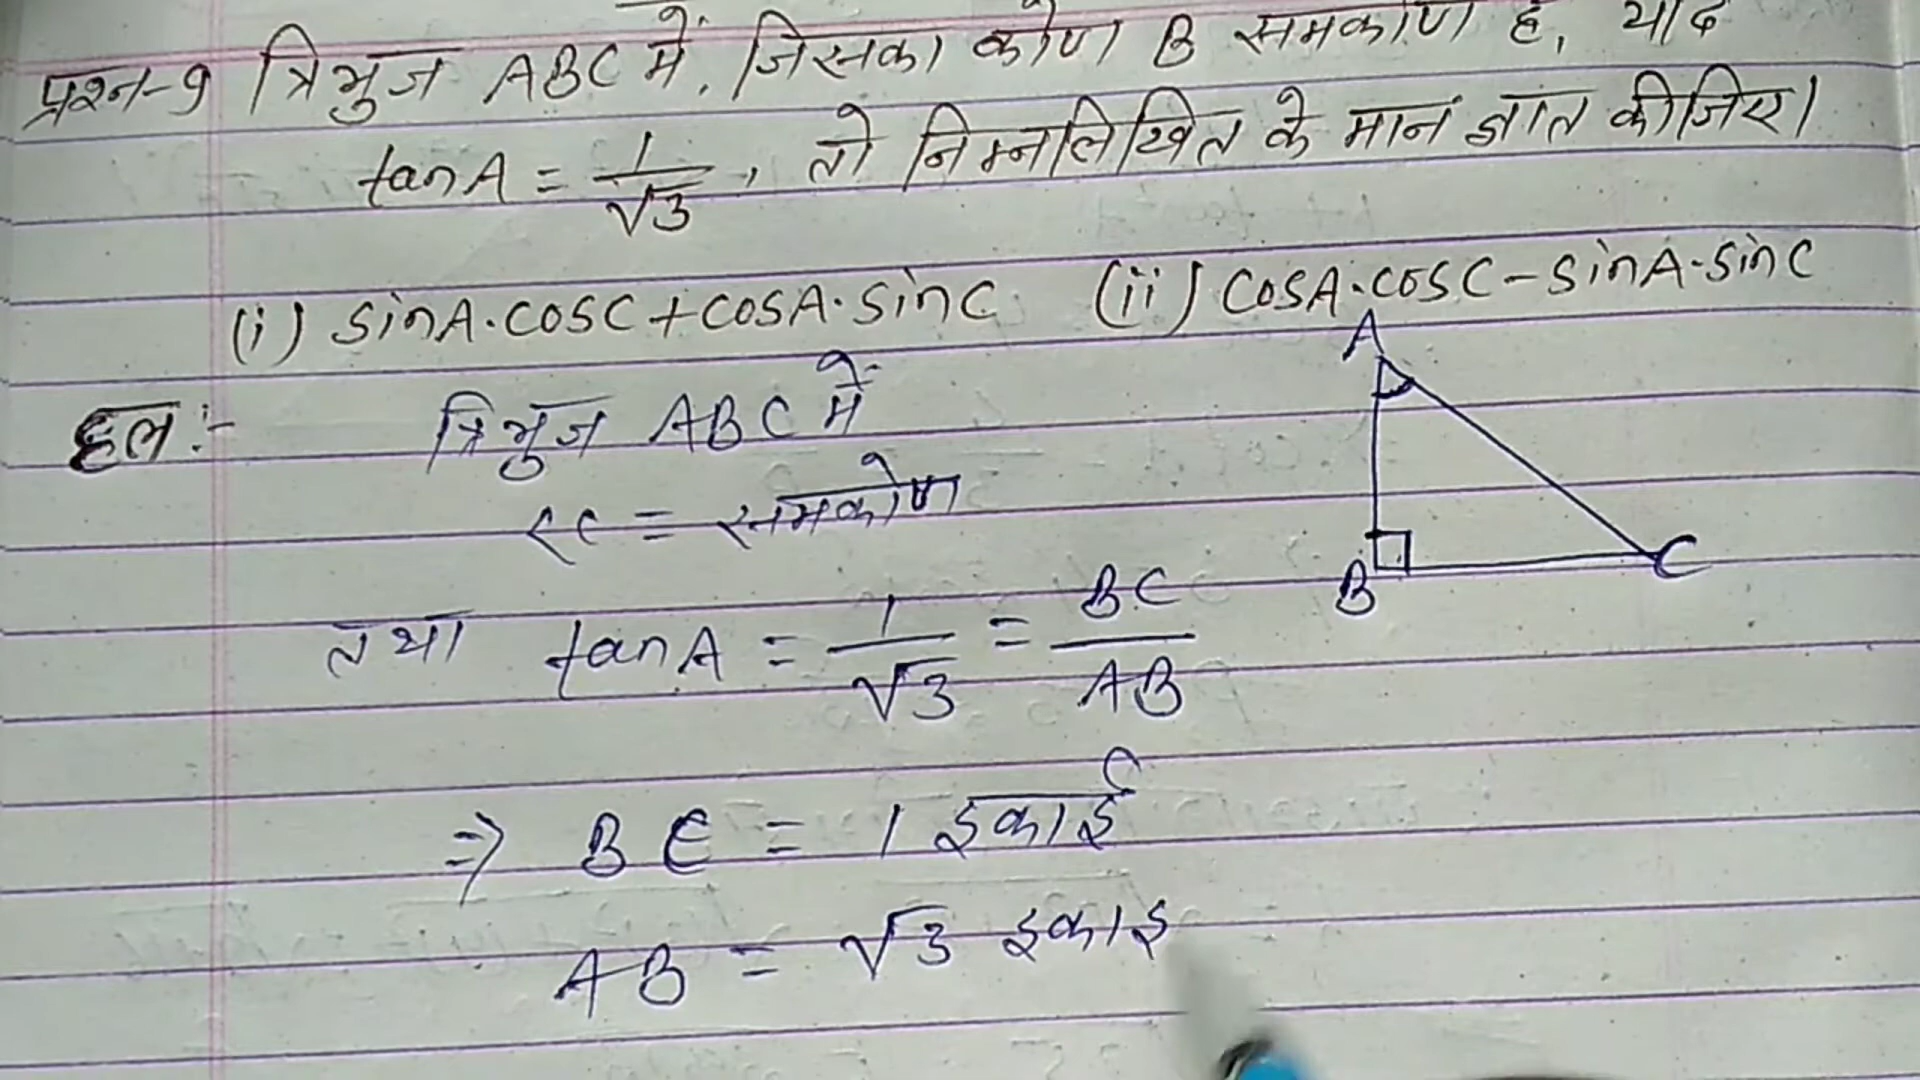 प्रश्न-9 त्रिभुज ABC में, जिसका कोण B समकोण है, यदि
tanA = 1/√3, तो निम्नलिखित के मान ज्ञात कीजिए।
(i) sinA.cosC+cosA.sinC (ii) cosA.cosC-sinA.sinC
हल:- त्रिभुज ABC में
∠C = समकोण
तथा tanA = 1/√3 = BC/AB
⇒ BC = 1 इकाई
AB = √3 इकाइ
A
B
C